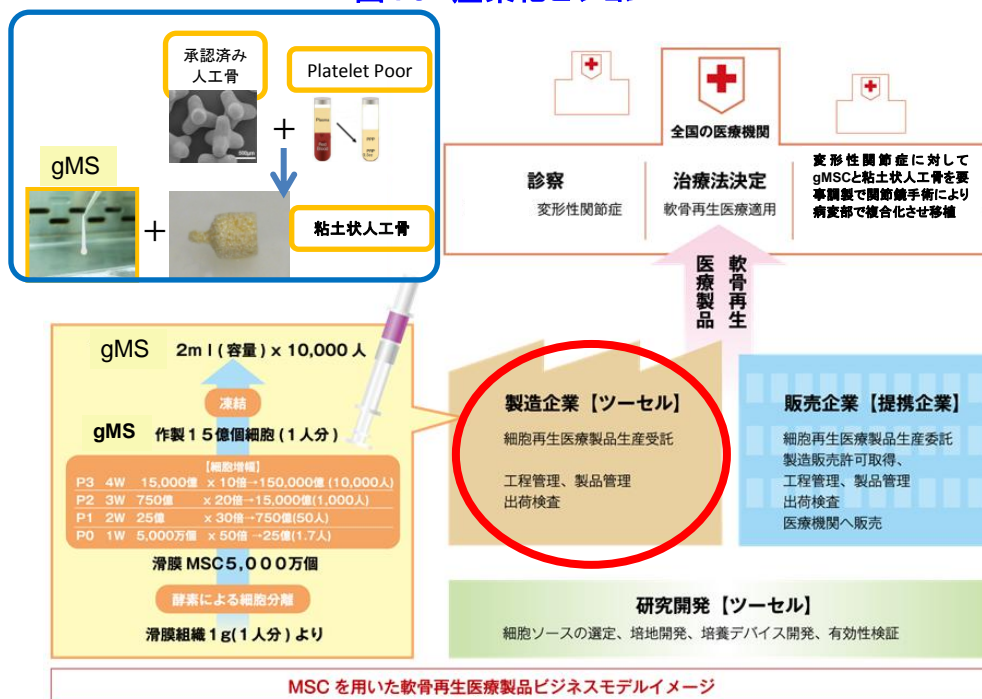 承認済み
人工骨
Platelet Poor
gMS
粘土状人工骨
全国の医療機関
診察
変形性関節症
治療法決定
軟骨再生医療適用
変形性関節症に対して
gMSCと粘土状人工骨を要
事調製で関節鏡手術により
病変部で複合化させ移植
軟骨再生
医療製品
gMS 2ml(容量) x 10,000人
凍結
gMS 作製15億個細胞(1人分)
【細胞増幅】
P3 4W 15,000億 x 10倍→150,000億 (10,000人)
P2 3W 750億 x 20倍→15,000億(1,000人)
P1 2W 25億 x 30倍→750億(50人)
P0 1W 5,000万個 x 50倍→25億(1.7人)
滑膜 MSC5,000万個
酵素による細胞分離
滑膜組織1g(1人分)より
製造企業【ツーセル】
細胞再生医療製品生産受託
工程管理、製品管理
出荷検査
販売企業【提携企業】
細胞再生医療製品生産委託
製造販売許可取得、
工程管理、製品管理
出荷検査
医療機関へ販売
研究開発【ツーセル】
細胞ソースの選定、培地開発、培養デバイス開発、有効性検証
MSCを用いた軟骨再生医療製品ビジネスモデルイメージ